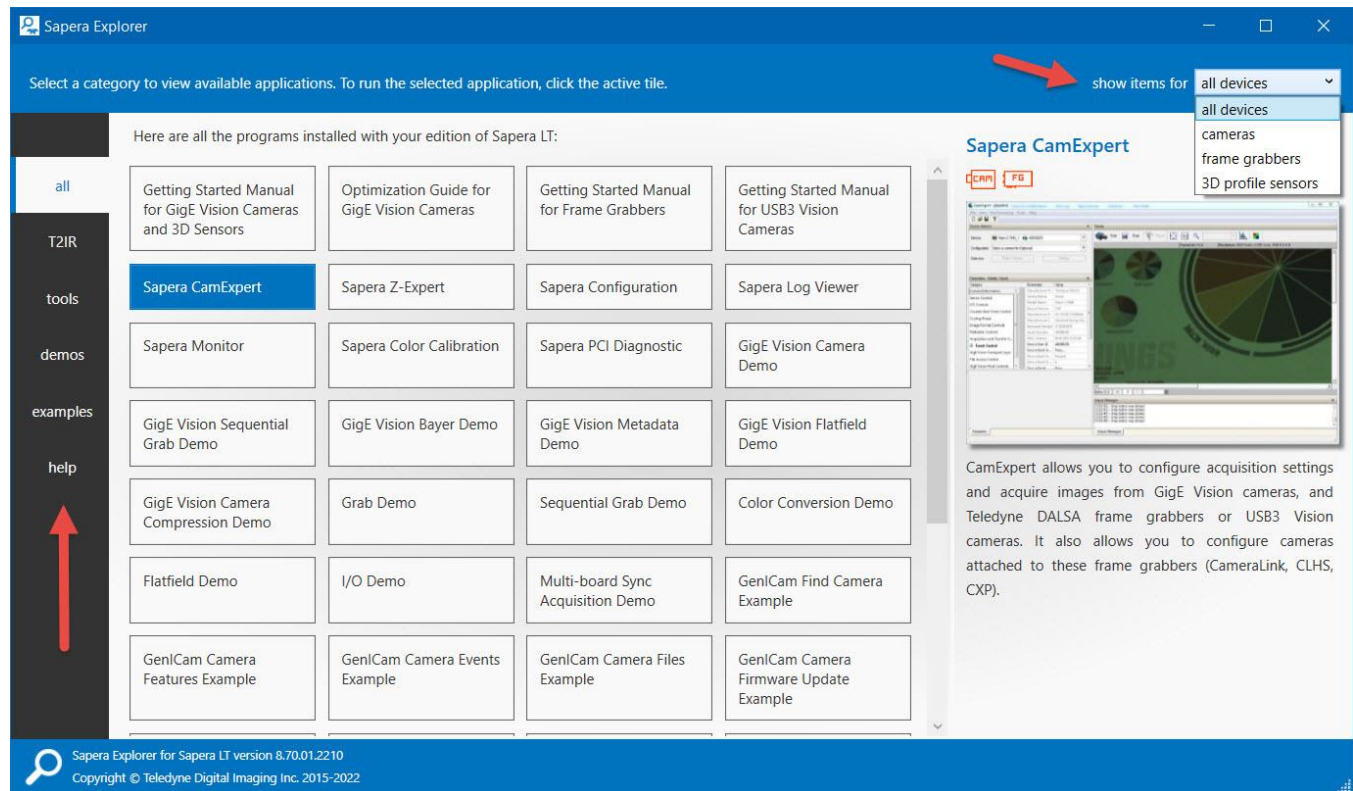 Sapera Explorer
Select a category to view available applications. To run the selected application, click the active tile.
show items for
all devices
all devices
cameras
frame grabbers
3D profile sensors
all
T2IR
tools
demos
examples
help
Here are all the programs installed with your edition of Sapera LT:
Getting Started Manual
for GigE Vision Cameras
and 3D Sensors
Optimization Guide for
GigE Vision Cameras
Getting Started Manual
for Frame Grabbers
Getting Started Manual
for USB3 Vision
Cameras
Sapera CamExpert
Sapera Z-Expert
Sapera Configuration
Sapera Log Viewer
Sapera Monitor
Sapera Color Calibration
Sapera PCI Diagnostic
GigE Vision Camera
Demo
GigE Vision Sequential
Grab Demo
GigE Vision Bayer Demo
GigE Vision Metadata
Demo
GigE Vision Flatfield
Demo
GigE Vision Camera
Compression Demo
Grab Demo
Sequential Grab Demo
Color Conversion Demo
Flatfield Demo
I/O Demo
Multi-board Sync
Acquisition Demo
GenICam Find Camera
Example
GenICam Camera
Features Example
GenICam Camera Events
Example
GenICam Camera Files
Example
GenICam Camera
Firmware Update
Example
Sapera CamExpert
CAM
FG
CamExpert allows you to configure acquisition settings
and acquire images from GigE Vision cameras, and
Teledyne DALSA frame grabbers or USB3 Vision
cameras. It also allows you to configure cameras
attached to these frame grabbers (CameraLink, CLHS,
CXP).
Sapera Explorer for Sapera LT version 8.70.01.2210
Copyright © Teledyne Digital Imaging Inc. 2015-2022